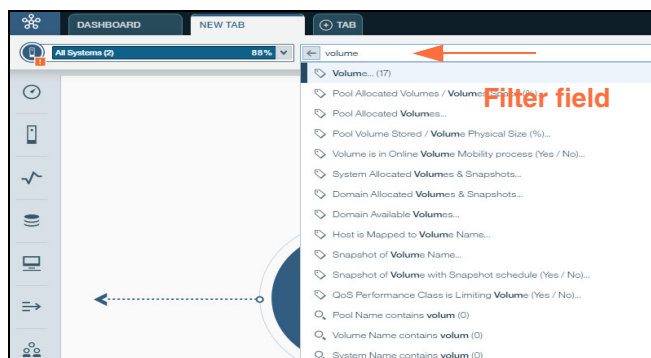 DASHBOARD
NEW TAB
TAB
All Systems (2)
88%
volume
Volume... (17)
Pool Allocated Volumes / Volumes Space (%)...
Filter field
Pool Allocated Volumes...
Pool Volume Stored / Volume Physical Size (%)...
Volume is in Online Volume Mobility process (Yes / No)...
System Allocated Volumes & Snapshots...
Domain Allocated Volumes & Snapshots...
Domain Available Volumes...
Host is Mapped to Volume Name...
Snapshot of Volume Name...
Snapshot of Volume with Snapshot schedule (Yes / No)...
QoS Performance Class is Limiting Volume (Yes / No)...
Pool Name contains volum (0)
Volume Name contains volum (0)
System Name contains volum (0)